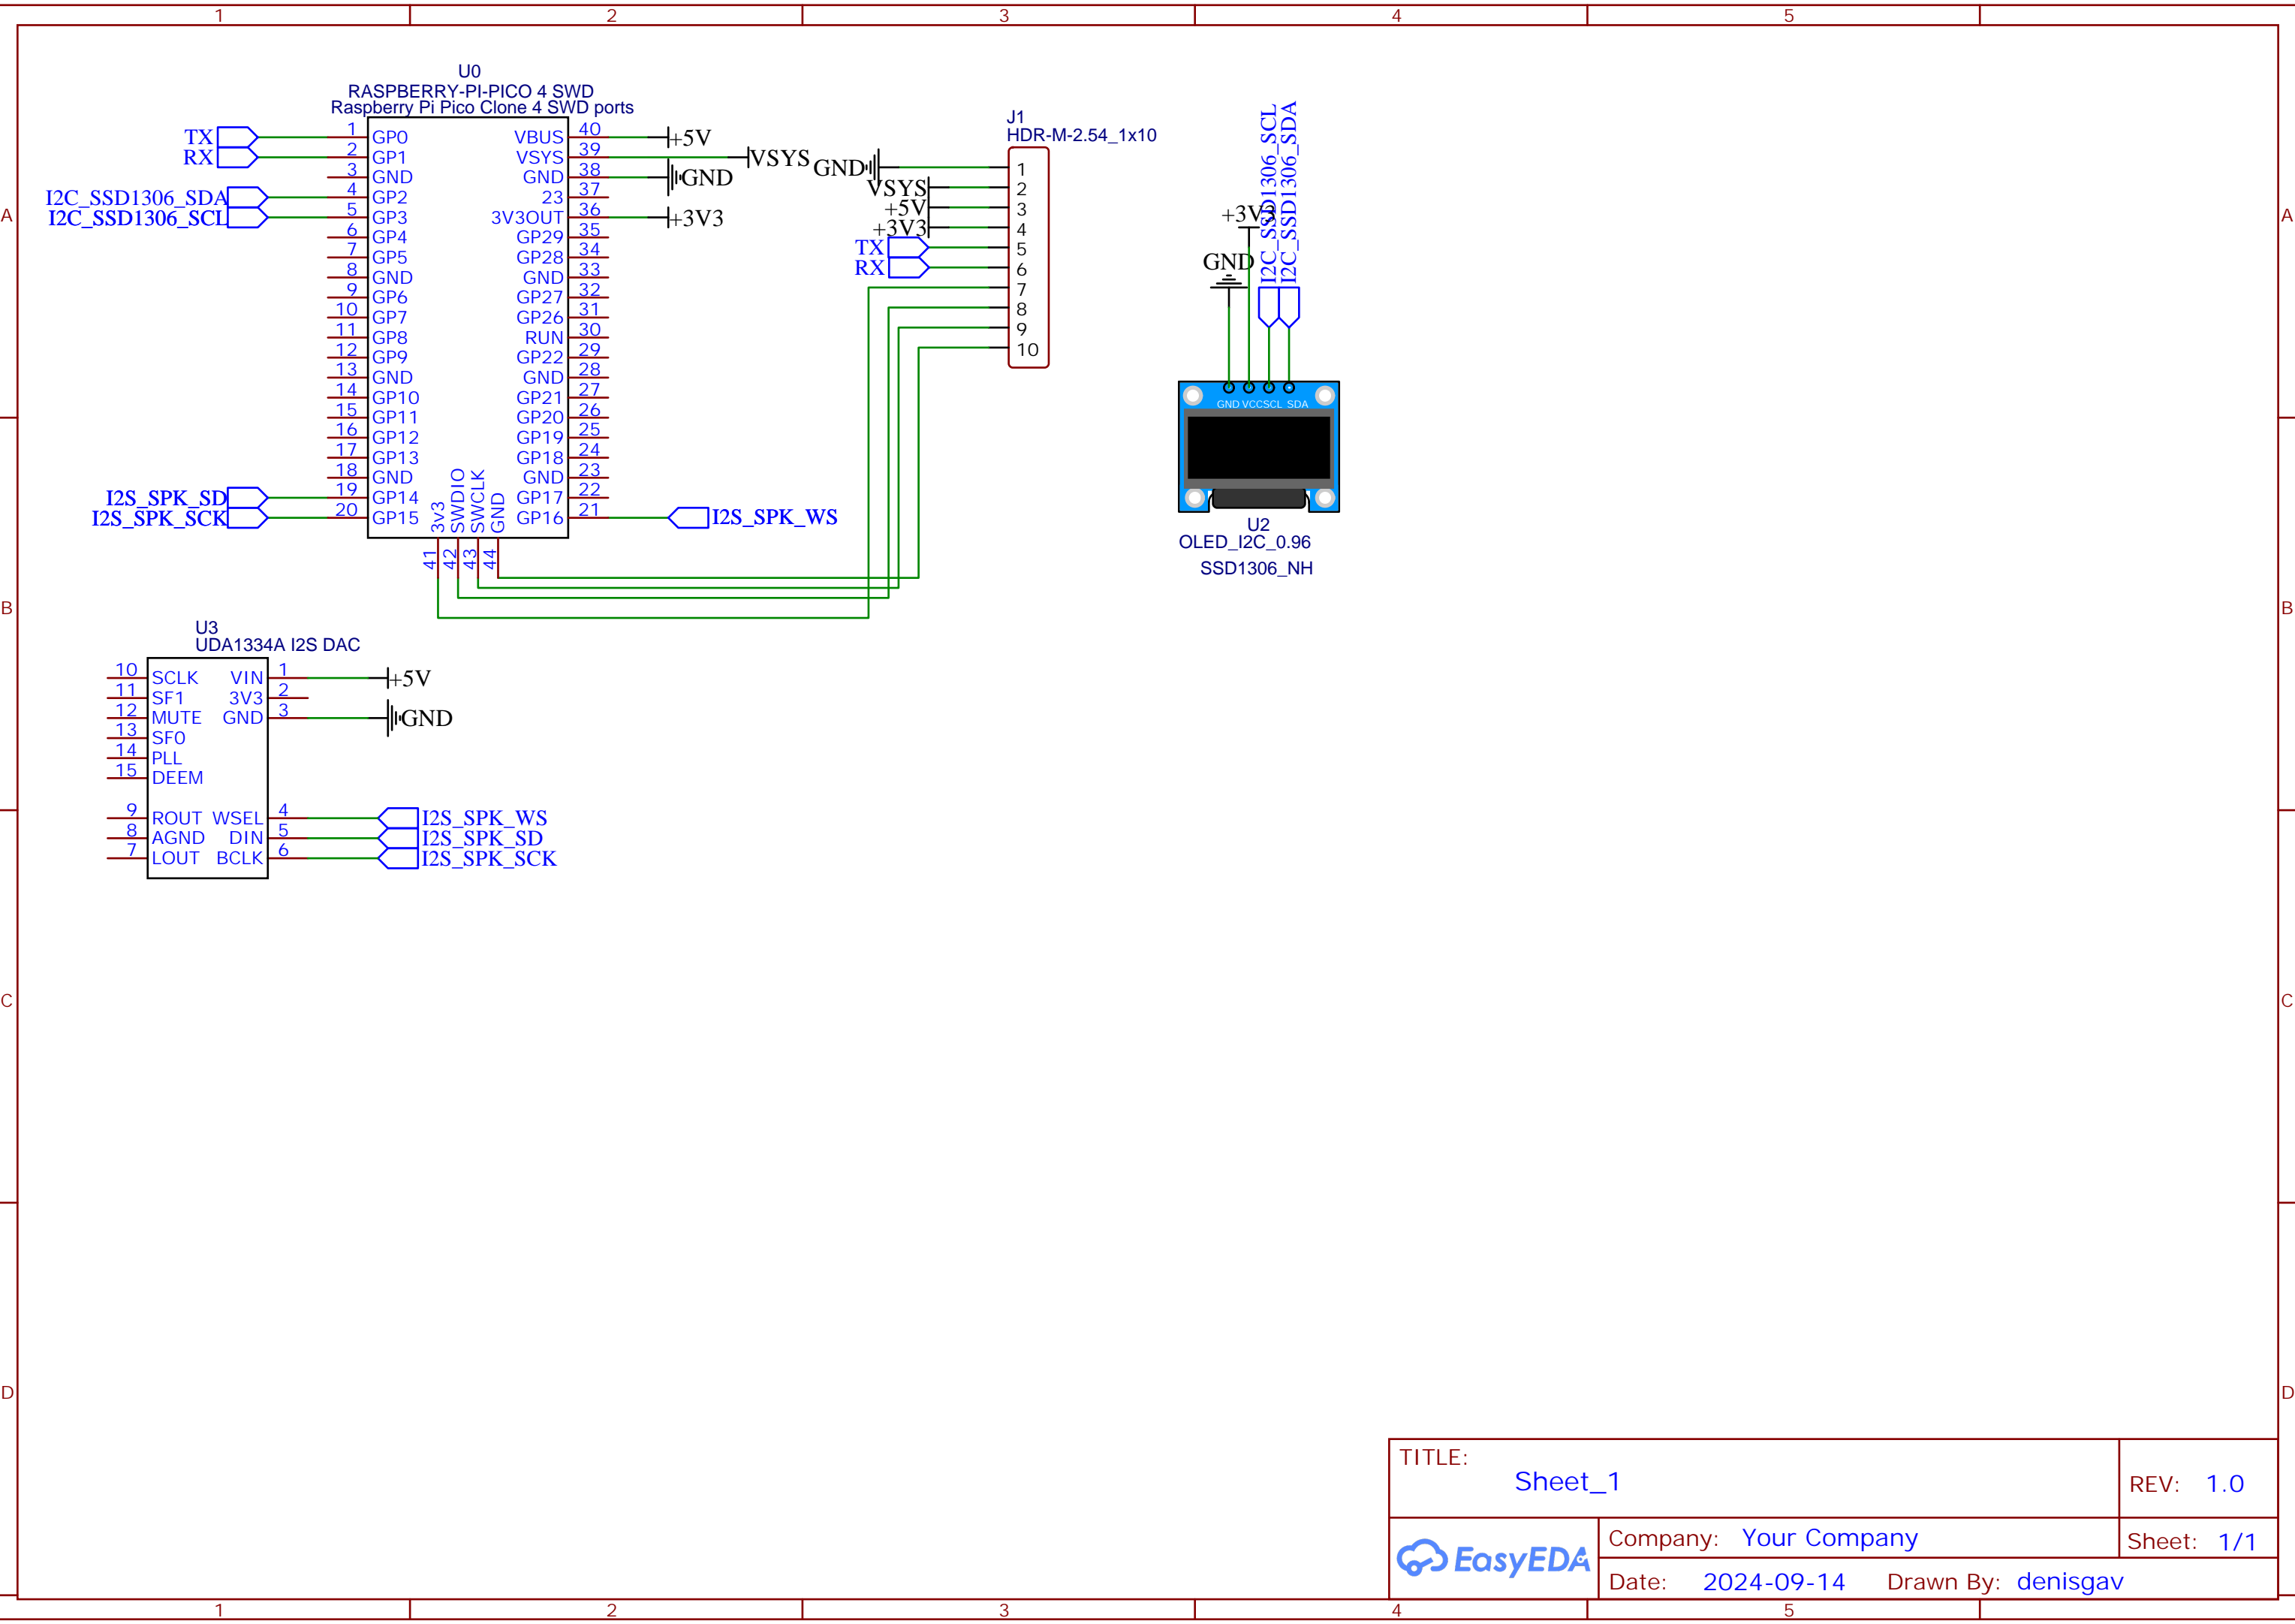 1 2 3 4 5
A A
B B
C C
D D
1 2 3 4 5
U0
RASPBERRY-PI-PICO 4 SWD
Raspberry Pi Pico Clone 4 SWD ports
TX 1 GP0 VBUS 40 +5V
RX 2 GP1 VSYS 39 VSYS
3 GND GND 38 GND
I2C_SSD1306_SDA 4 GP2 23 37
I2C_SSD1306_SCL 5 GP3 3V3OUT 36 +3V3
6 GP4 GP29 35
7 GP5 GP28 34
8 GND GND 33
9 GP6 GP27 32
10 GP7 GP26 31
11 GP8 RUN 30
12 GP9 GP22 29
13 GND GND 28
14 GP10 GP21 27
15 GP11 GP20 26
16 GP12 GP19 25
17 GP13 GP18 24
18 GND GND 23
I2S_SPK_SD 19 GP14 GP17 22
I2S_SPK_SCK 20 GP15 GP16 21 I2S_SPK_WS
3v3 SWDIO SWCLK GND
41 42 43 44
J1
HDR-M-2.54_1x10
GND 1
VSYS 2
+5V 3
+3V3 4
TX 5
RX 6
7
8
9
10
I2C_SSD1306_SCL
I2C_SSD1306_SDA
+3V3
GND
GND VCC SCL SDA
U2
OLED_I2C_0.96
SSD1306_NH
U3
UDA1334A I2S DAC
10 SCLK VIN 1 +5V
11 SF1 3V3 2
12 MUTE GND 3 GND
13 SF0
14 PLL
15 DEEM
9 ROUT WSEL 4 I2S_SPK_WS
8 AGND DIN 5 I2S_SPK_SD
7 LOUT BCLK 6 I2S_SPK_SCK
TITLE:
Sheet_1
REV: 1.0
EasyEDA
Company: Your Company
Sheet: 1/1
Date: 2024-09-14 Drawn By: denisgav